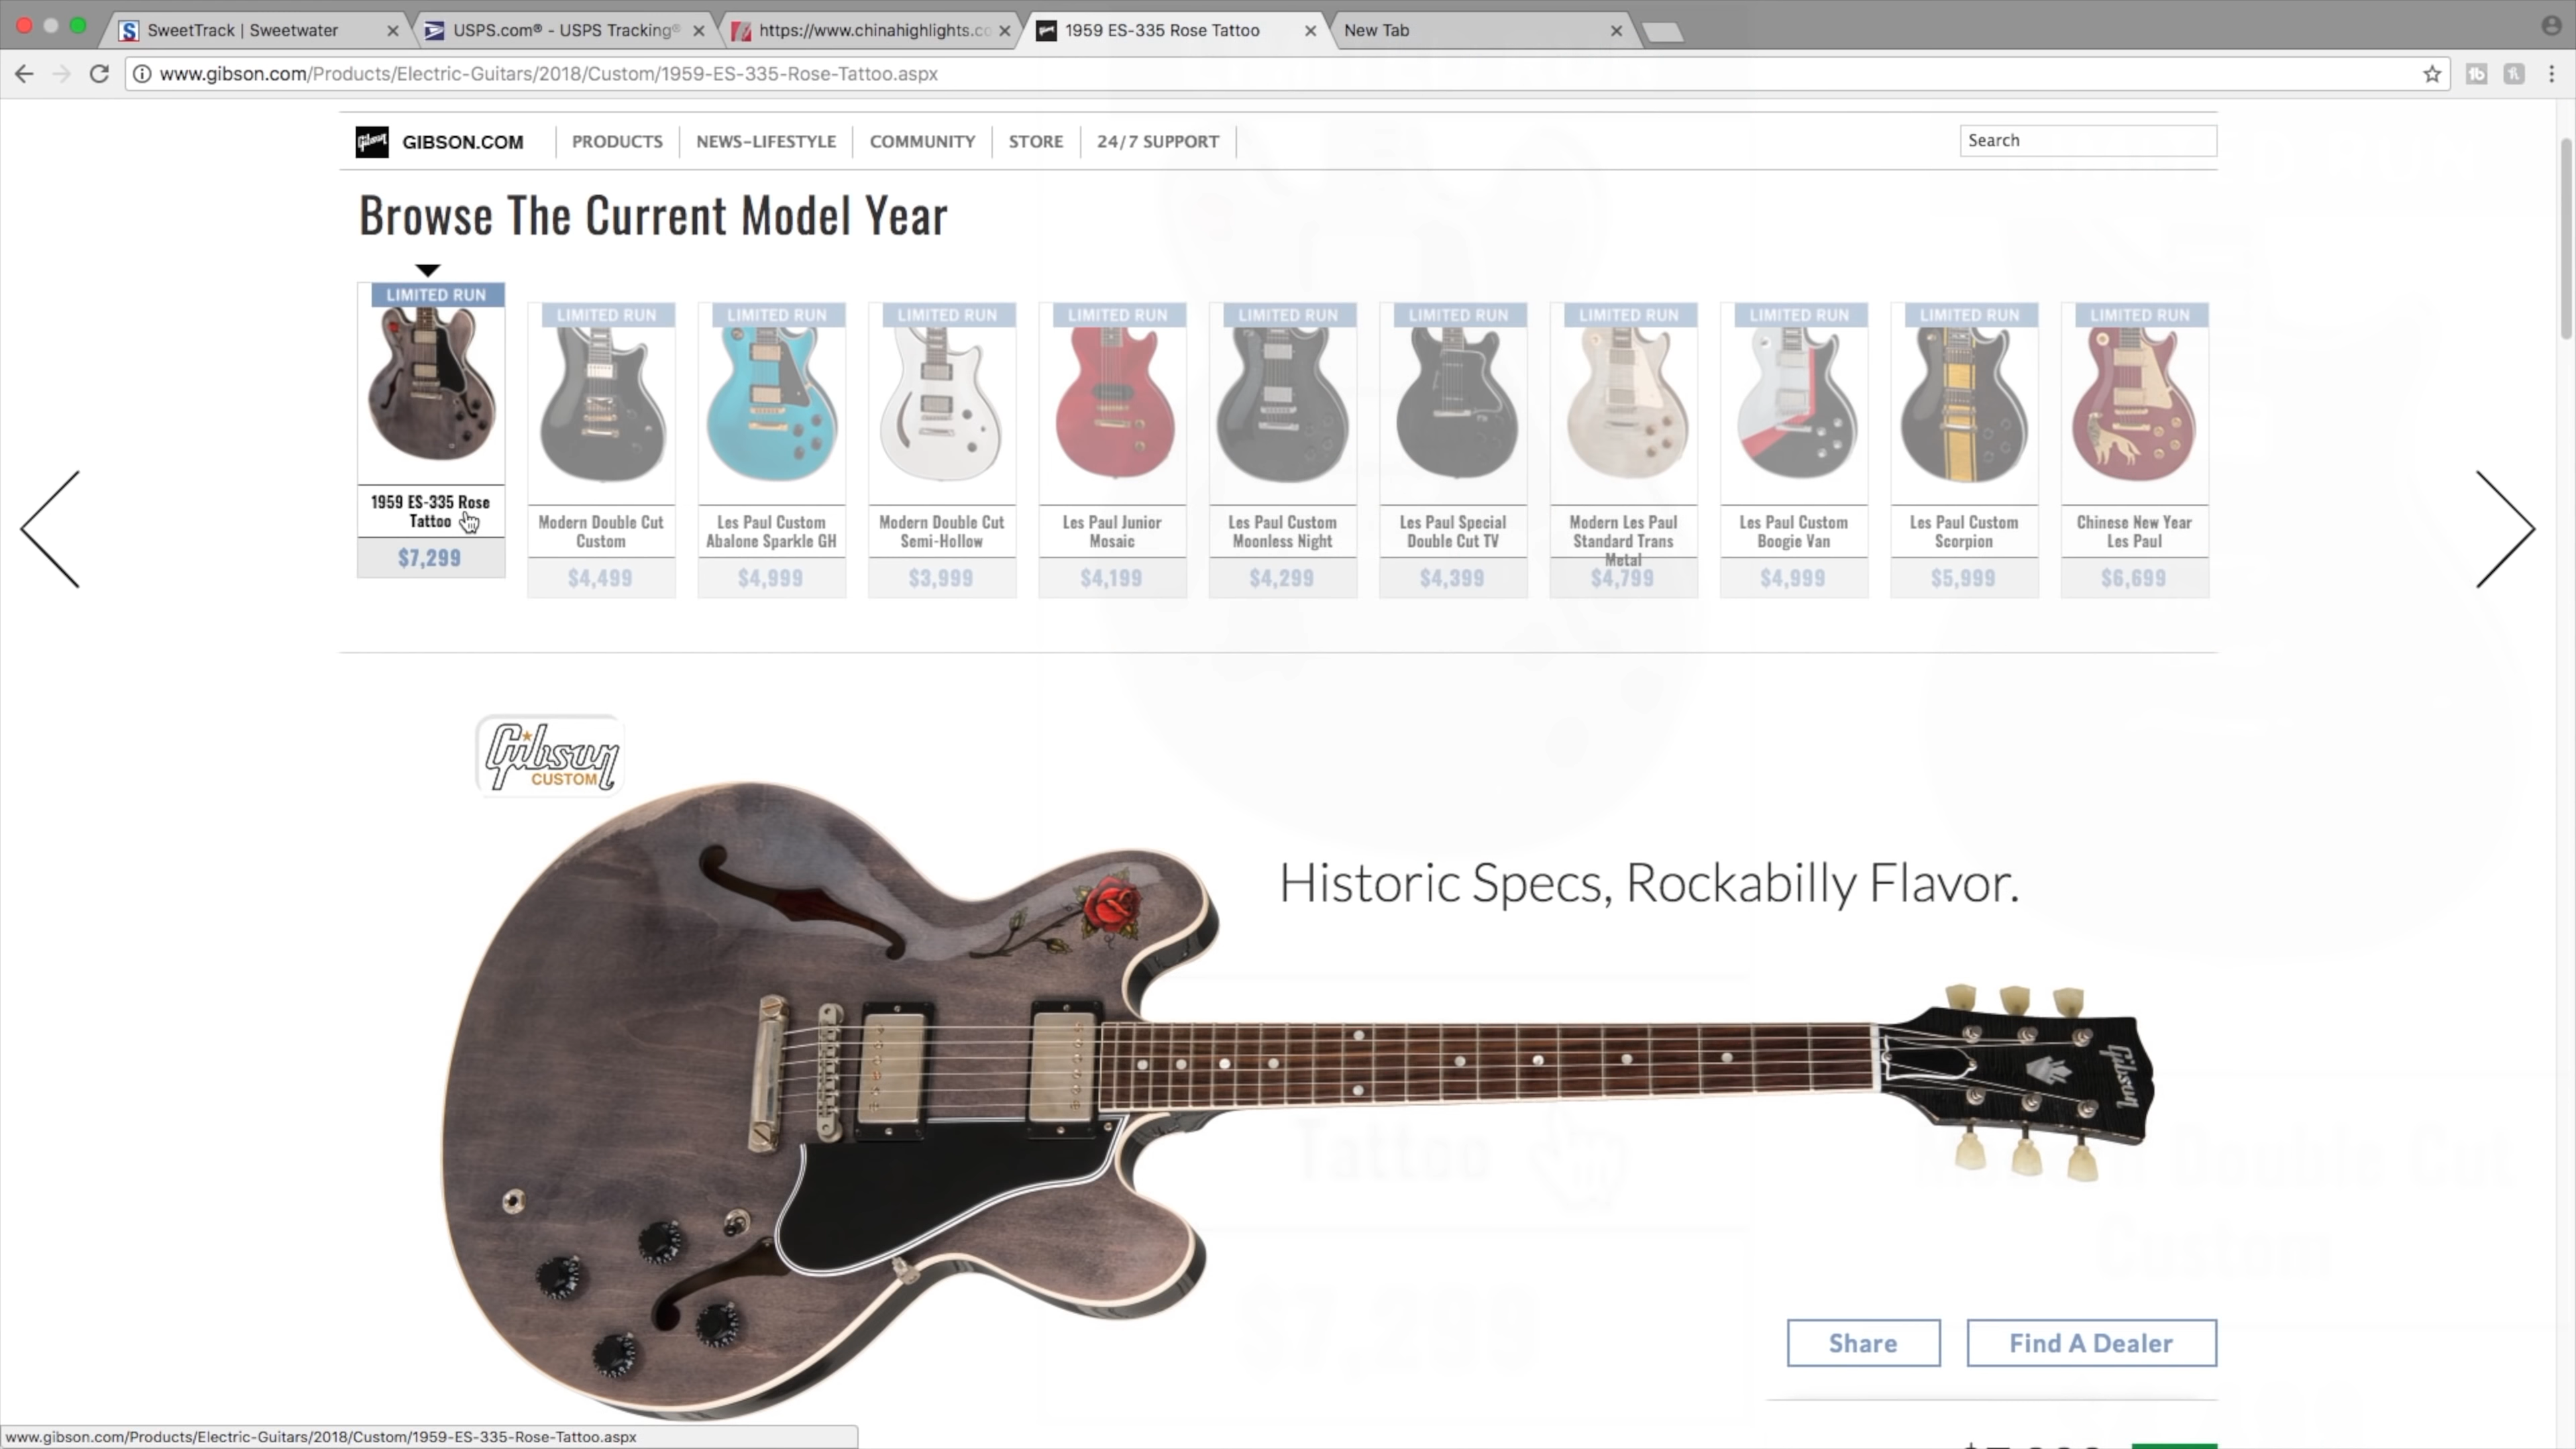 SweetTrack | Sweetwater
USPS.com® - USPS Tracking®
https://www.chinahighlights.co
1959 ES-335 Rose Tattoo
New Tab
www.gibson.com/Products/Electric-Guitars/2018/Custom/1959-ES-335-Rose-Tattoo.aspx
Gibson
GIBSON.COM
PRODUCTS
NEWS-LIFESTYLE
COMMUNITY
STORE
24/7 SUPPORT
Search
Browse The Current Model Year
LIMITED RUN
1959 ES-335 Rose
Tattoo
$7,299
LIMITED RUN
Modern Double Cut
Custom
$4,499
LIMITED RUN
Les Paul Custom
Abalone Sparkle GH
$4,999
LIMITED RUN
Modern Double Cut
Semi-Hollow
$3,999
LIMITED RUN
Les Paul Junior
Mosaic
$4,199
LIMITED RUN
Les Paul Custom
Moonless Night
$4,299
LIMITED RUN
Les Paul Special
Double Cut TV
$4,399
LIMITED RUN
Modern Les Paul
Standard Trans
Metal
$4,799
LIMITED RUN
Les Paul Custom
Boogie Van
$4,999
LIMITED RUN
Les Paul Custom
Scorpion
$5,999
LIMITED RUN
Chinese New Year
Les Paul
$6,699
Gibson
CUSTOM
Historic Specs, Rockabilly Flavor.
Gibson
Tattoo
Double Cut
Custom
$7,299
Share
Find A Dealer
www.gibson.com/Products/Electric-Guitars/2018/Custom/1959-ES-335-Rose-Tattoo.aspx